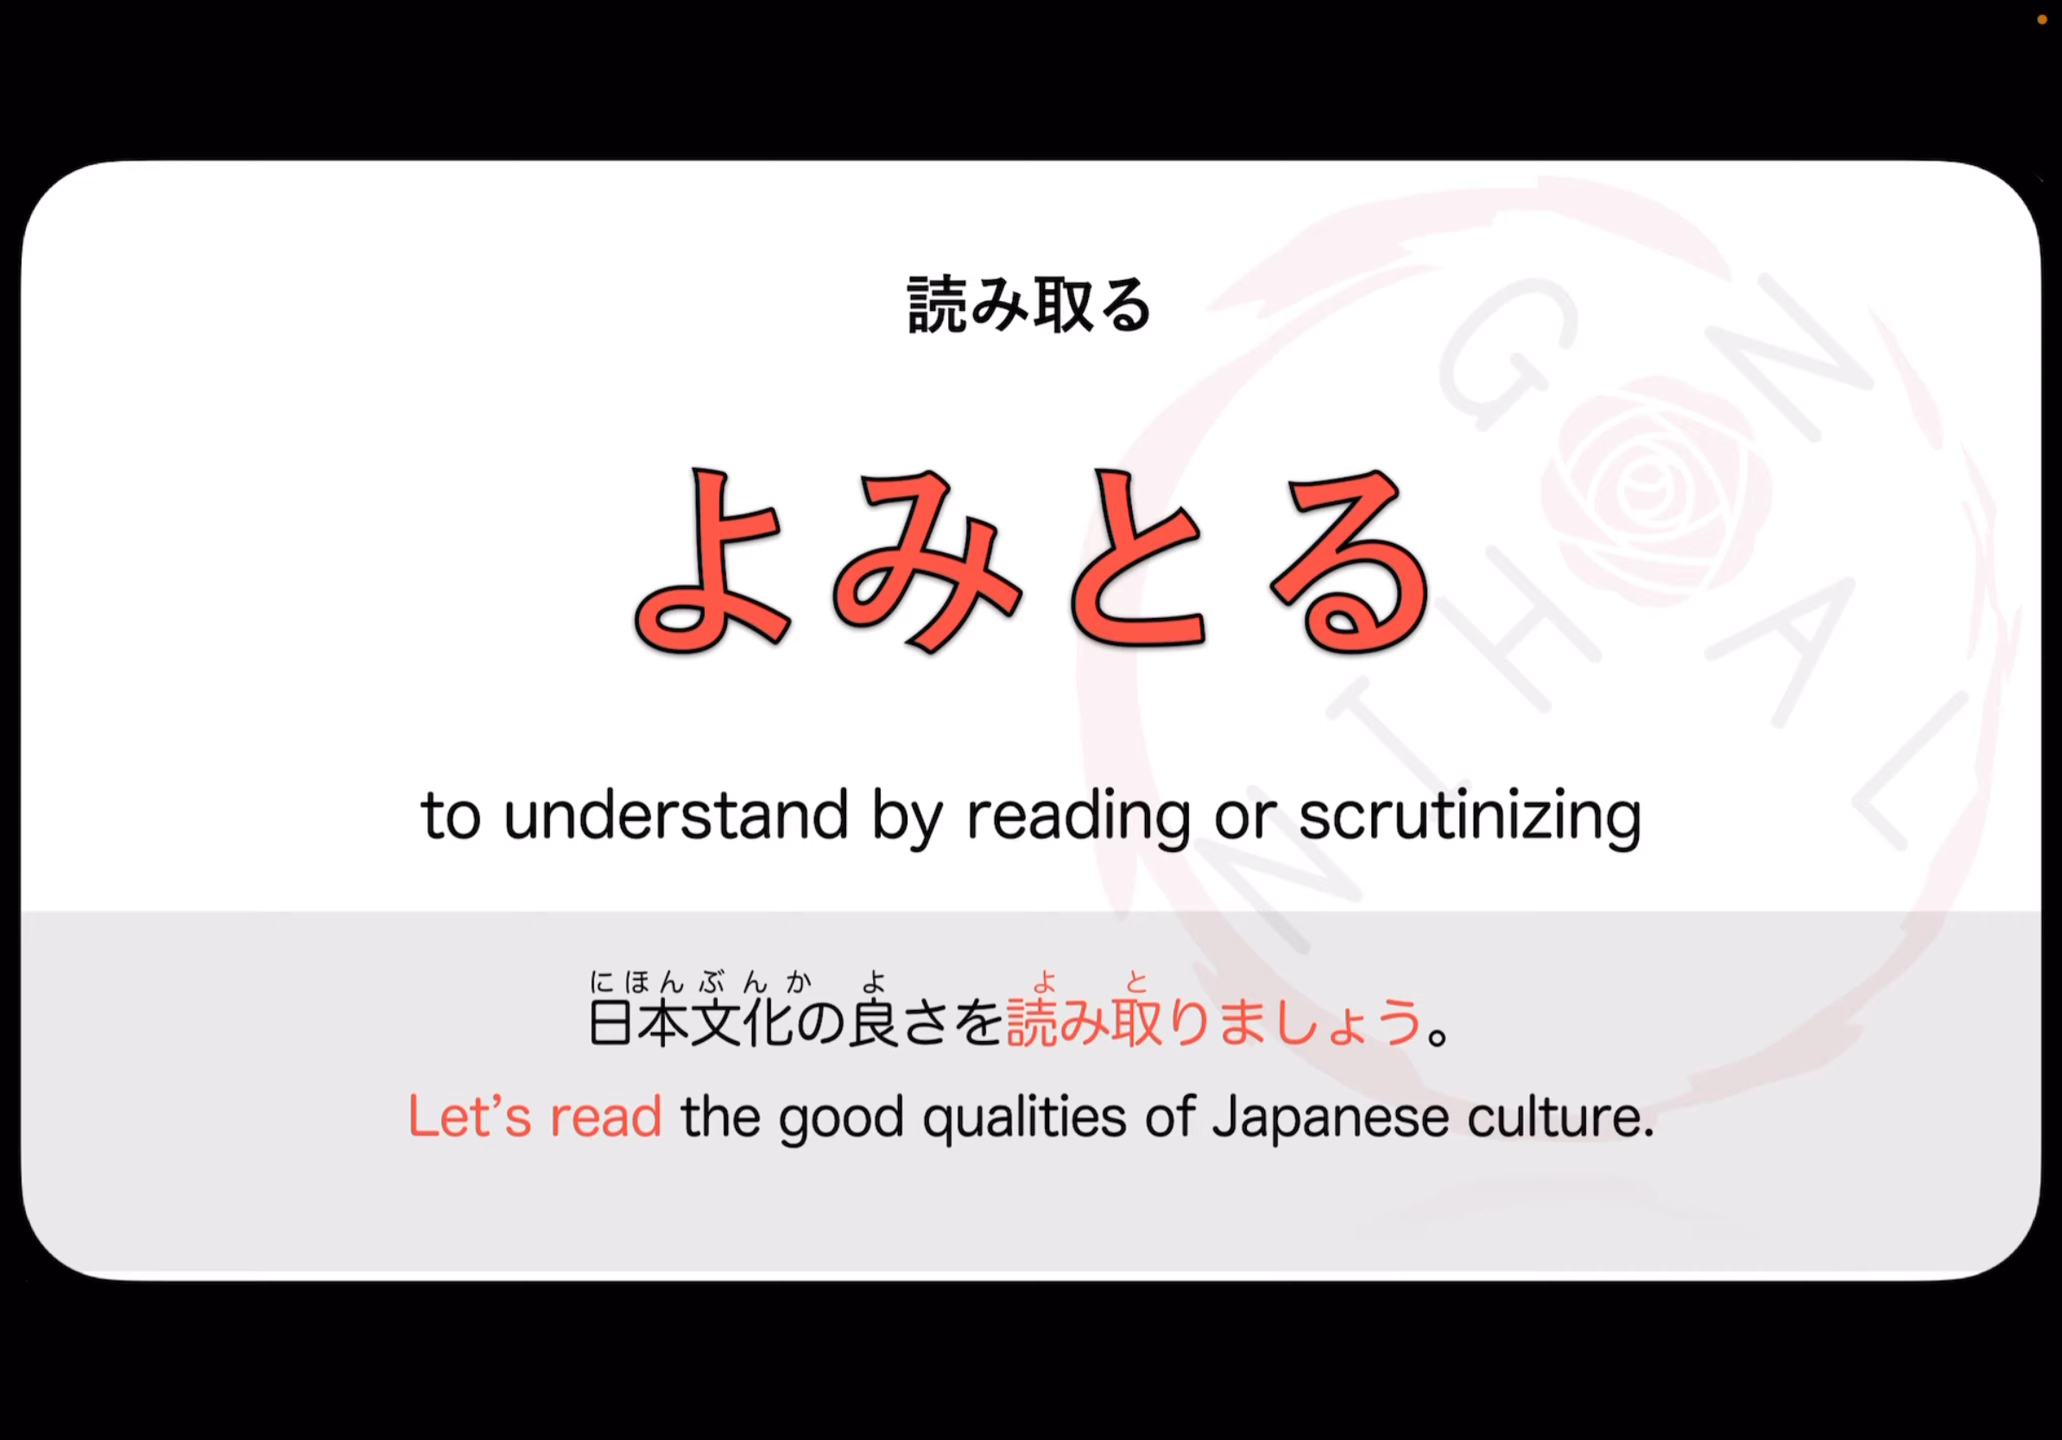 読み取る
よみとる
to understand by reading or scrutinizing
にほんぶんか よ よ と
日本文化の良さを読み取りましょう。
Let's read the good qualities of Japanese culture.
NIHONGO
NAL